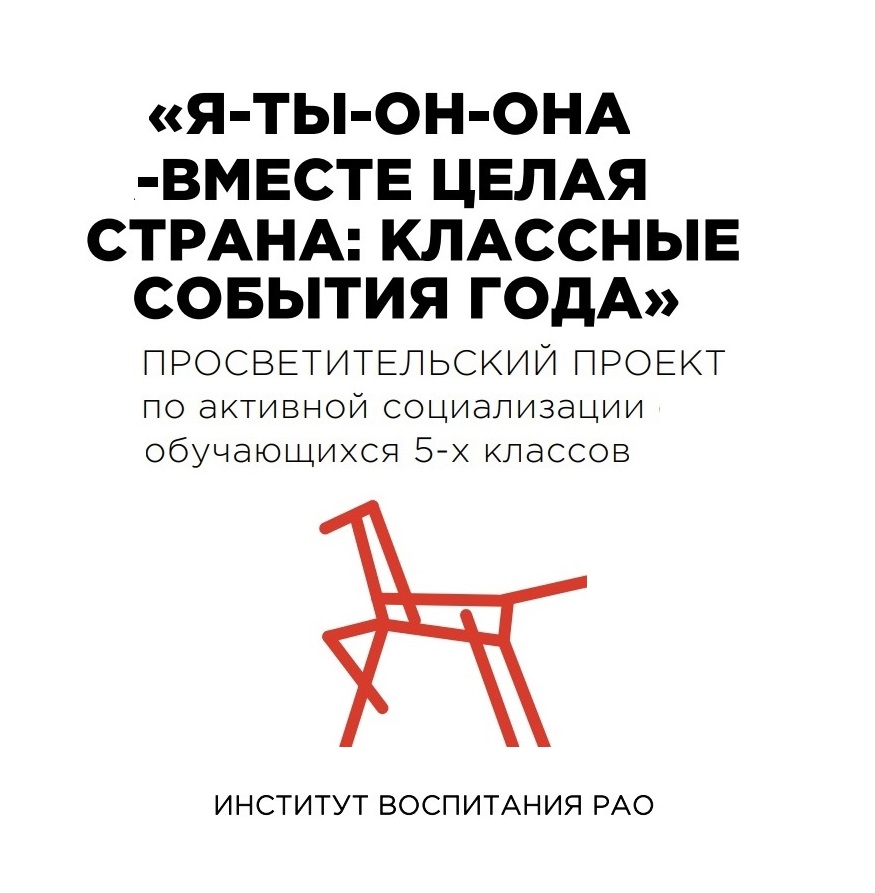 «Я-ТЫ-ОН-ОНА
-ВМЕСТЕ ЦЕЛАЯ
СТРАНА: КЛАССНЫЕ
СОБЫТИЯ ГОДА»
ПРОСВЕТИТЕЛЬСКИЙ ПРОЕКТ
по активной социализации
обучающихся 5-х классов
ИНСТИТУТ ВОСПИТАНИЯ РАО